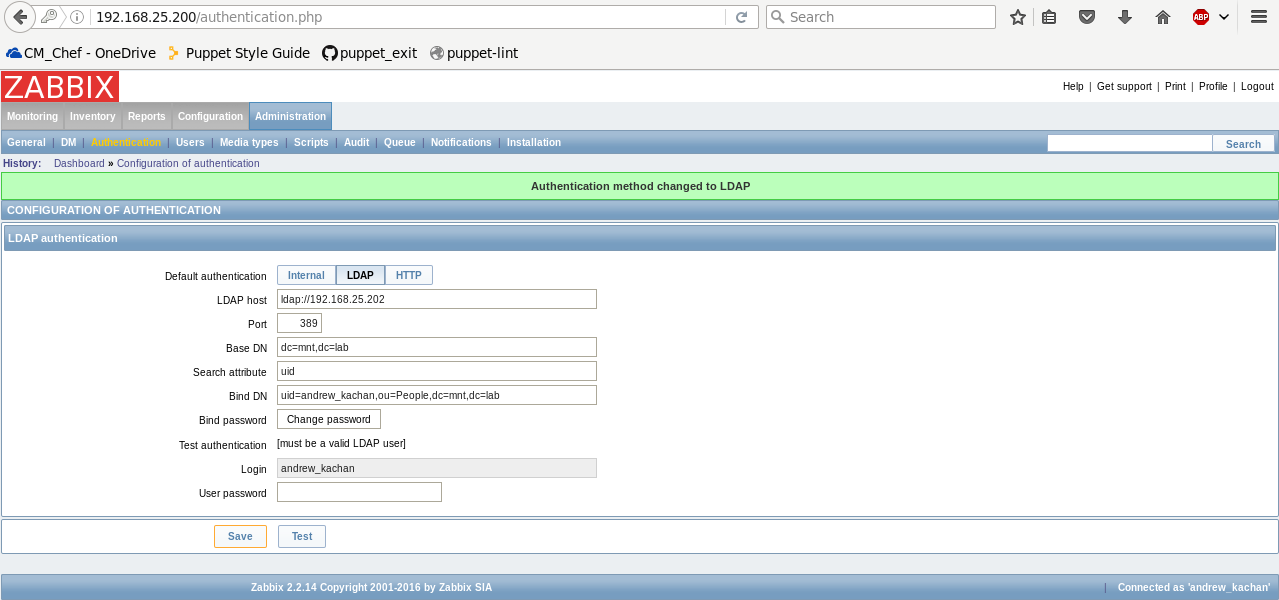 192.168.25.200/authentication.php
Search
CM_Chef - OneDrive Puppet Style Guide puppet_exit puppet-lint
ZABBIX
Help | Get support | Print | Profile | Logout
Monitoring Inventory Reports Configuration Administration
General | DM | Authentication | Users | Media types | Scripts | Audit | Queue | Notifications | Installation
Search
History: Dashboard » Configuration of authentication
Authentication method changed to LDAP
CONFIGURATION OF AUTHENTICATION
LDAP authentication
Default authentication Internal LDAP HTTP
LDAP host ldap://192.168.25.202
Port 389
Base DN dc=mnt,dc=lab
Search attribute uid
Bind DN uid=andrew_kachan,ou=People,dc=mnt,dc=lab
Bind password Change password
Test authentication [must be a valid LDAP user]
Login andrew_kachan
User password
Save Test
Zabbix 2.2.14 Copyright 2001-2016 by Zabbix SIA | Connected as 'andrew_kachan'
ABP